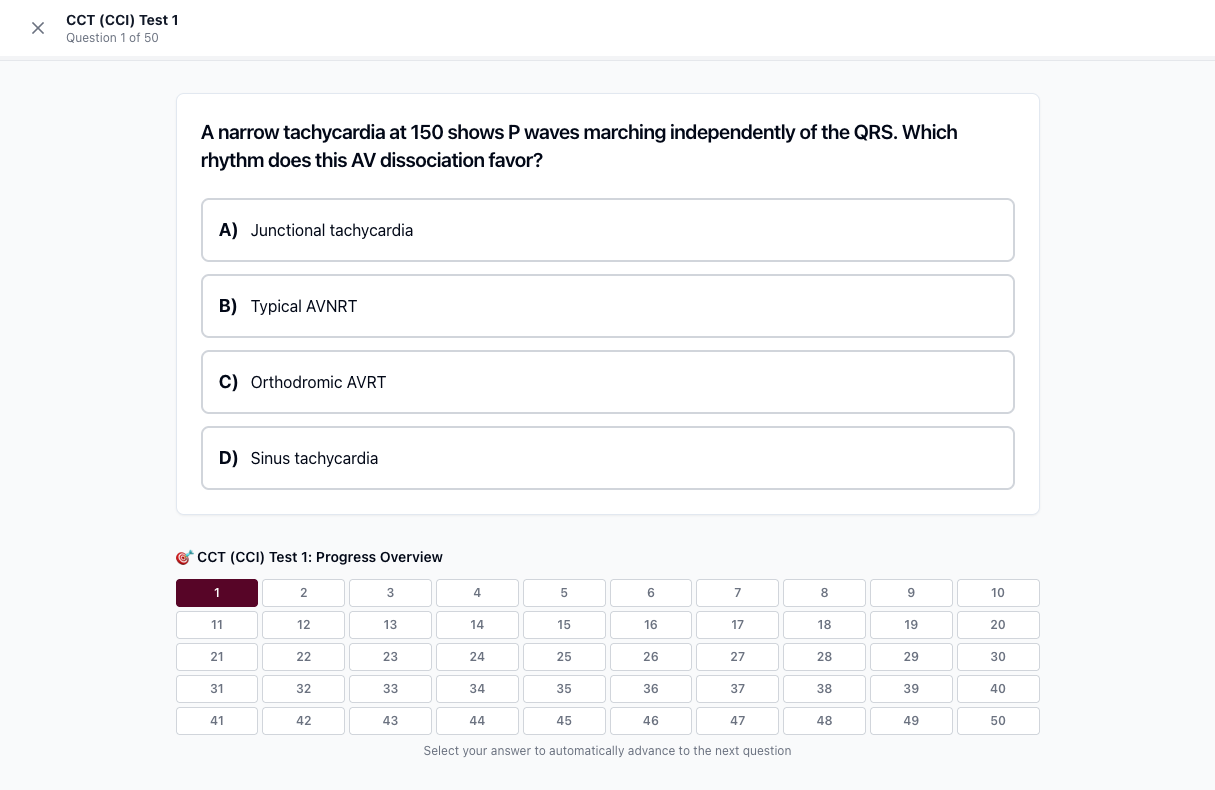 CCT (CCI) Test 1
Question 1 of 50
A narrow tachycardia at 150 shows P waves marching independently of the QRS. Which
rhythm does this AV dissociation favor?
A) Junctional tachycardia
B) Typical AVNRT
C) Orthodromic AVRT
D) Sinus tachycardia
🎯 CCT (CCI) Test 1: Progress Overview
1 2 3 4 5 6 7 8 9 10
11 12 13 14 15 16 17 18 19 20
21 22 23 24 25 26 27 28 29 30
31 32 33 34 35 36 37 38 39 40
41 42 43 44 45 46 47 48 49 50
Select your answer to automatically advance to the next question